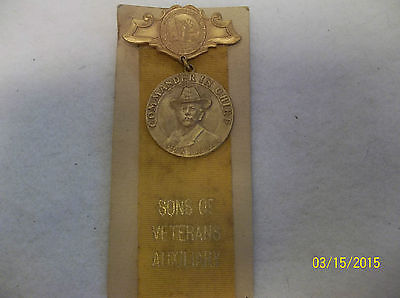 COMMANDER IN CHIEF
SONS OF
VETERANS
AUXILIARY
03/15/2015